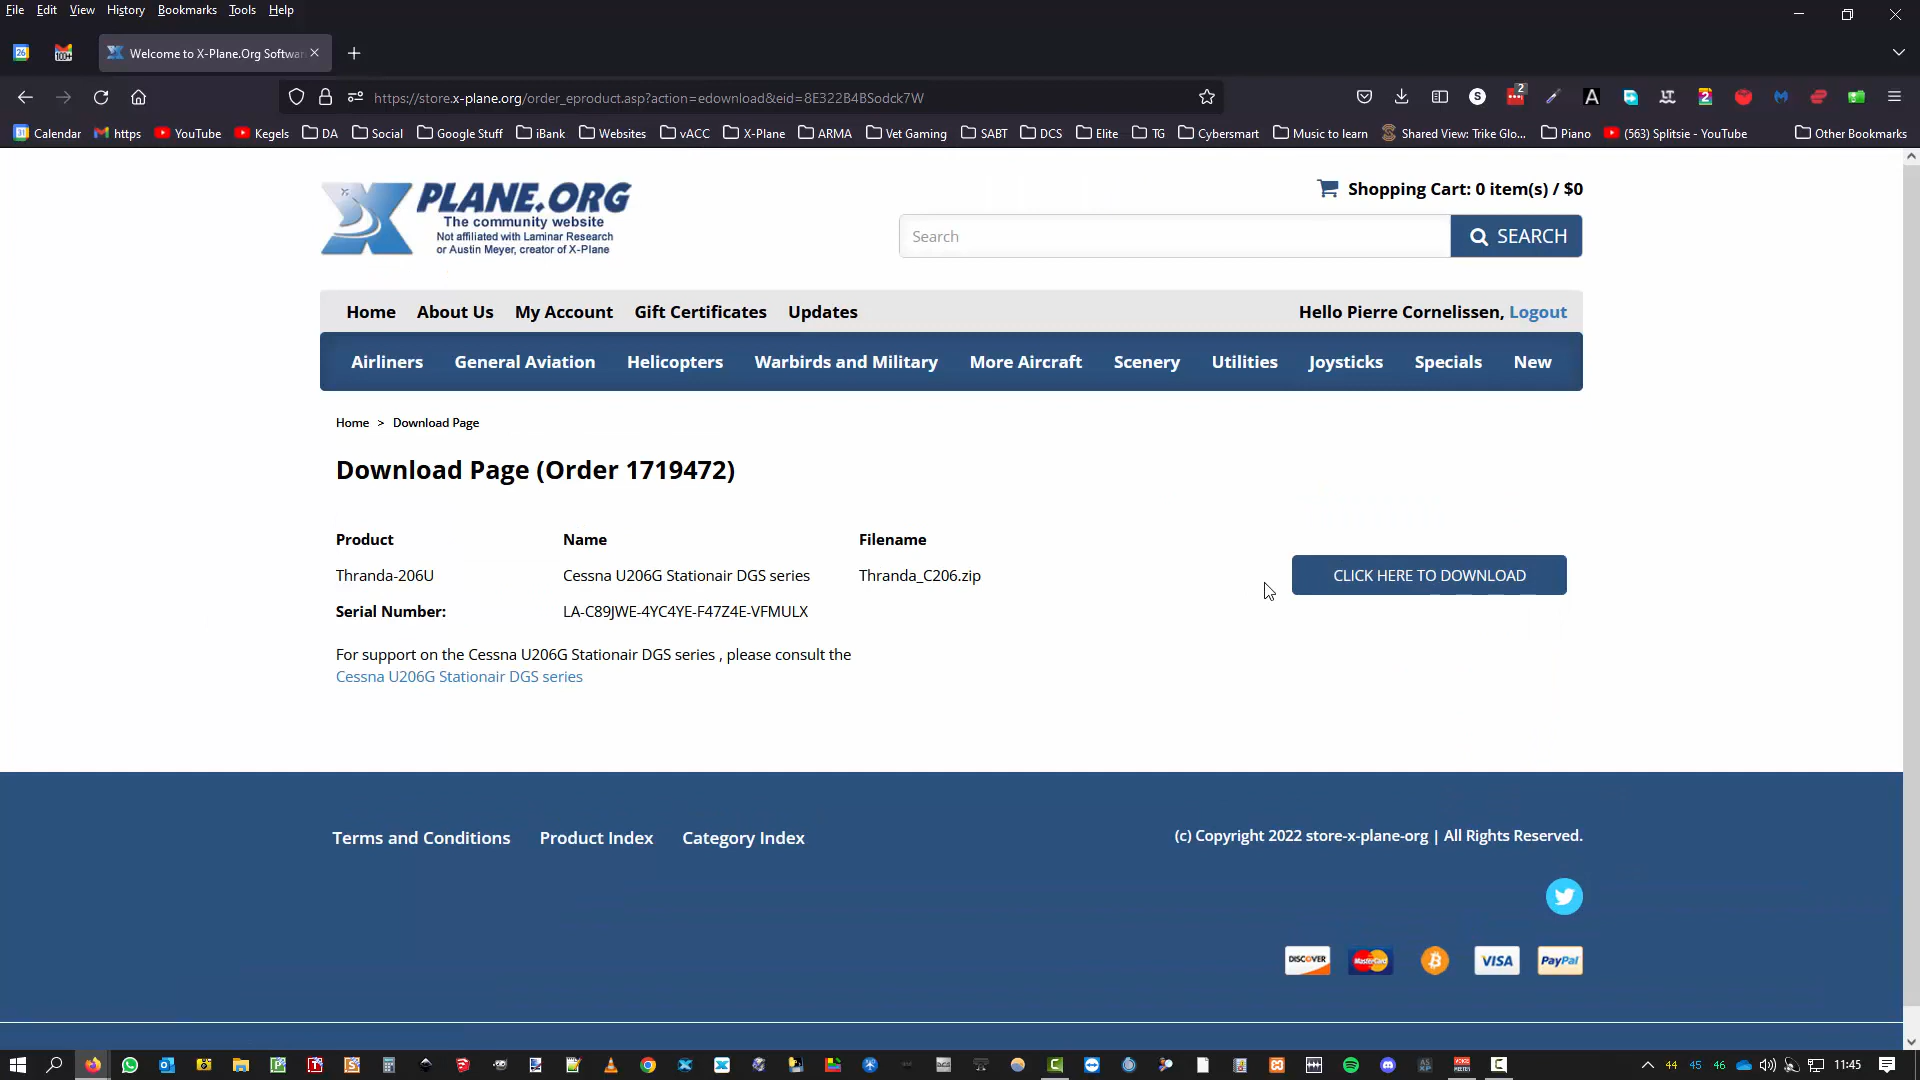 File Edit View History Bookmarks Tools Help
26 100+ Welcome to X-Plane.Org Softwar
https://store.x-plane.org/order_eproduct.asp?action=edownload&eid=8E322B4BSodck7W
Calendar https YouTube Kegels DA Social Google Stuff iBank Websites vACC X-Plane ARMA Vet Gaming SABT DCS Elite TG Cybersmart Music to learn Shared View: Trike Glo... Piano (563) Splitsie - YouTube Other Bookmarks
X PLANE.ORG
The community website
Not affiliated with Laminar Research
or Austin Meyer, creator of X-Plane
Shopping Cart: 0 item(s) / $0
Search SEARCH
Home About Us My Account Gift Certificates Updates Hello Pierre Cornelissen, Logout
Airliners General Aviation Helicopters Warbirds and Military More Aircraft Scenery Utilities Joysticks Specials New
Home > Download Page
Download Page (Order 1719472)
Product Name Filename
Thranda-206U Cessna U206G Stationair DGS series Thranda_C206.zip CLICK HERE TO DOWNLOAD
Serial Number: LA-C89JWE-4YC4YE-F47Z4E-VFMULX
For support on the Cessna U206G Stationair DGS series , please consult the
Cessna U206G Stationair DGS series
Terms and Conditions Product Index Category Index (c) Copyright 2022 store-x-plane-org | All Rights Reserved.
DISCOVER MasterCard VISA PayPal
44 45 46 11:45